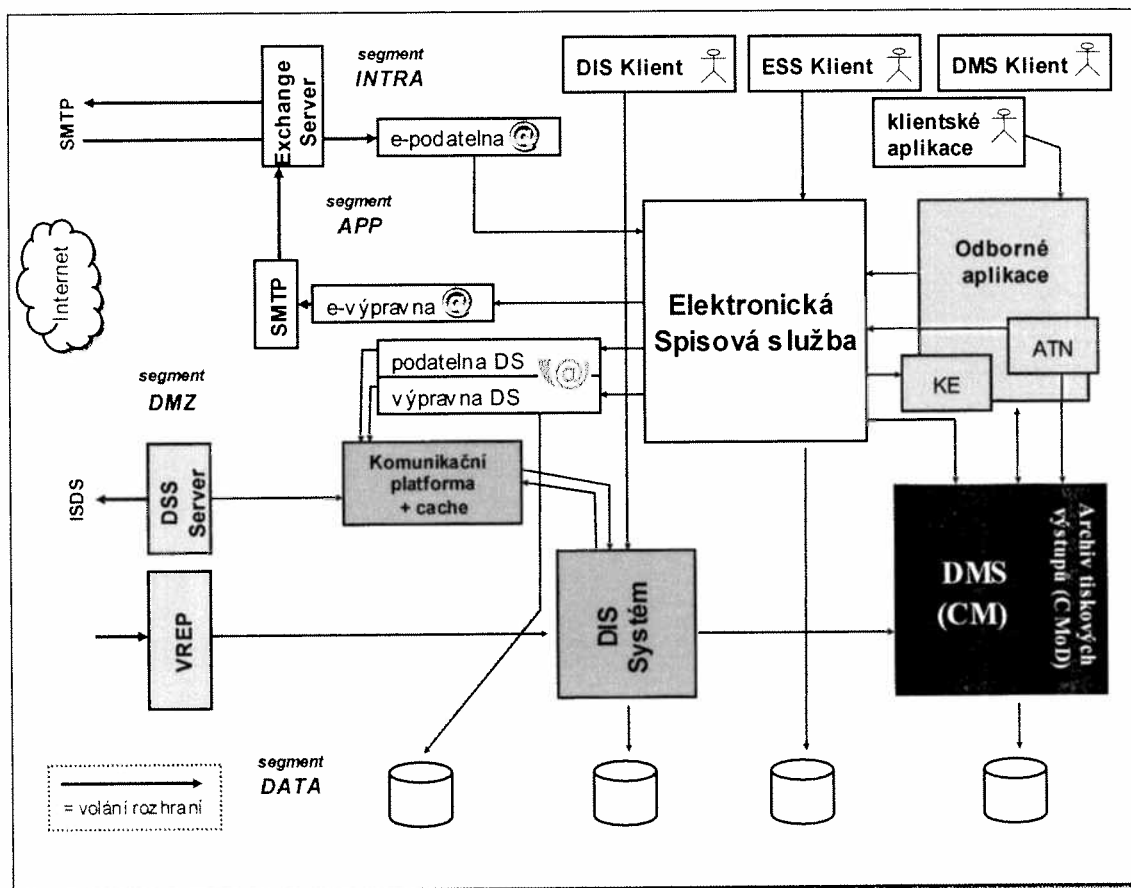 segment
INTRA
DIS Klient
ESS Klient
DMS Klient
SMTP
Exchange
Server
e-podatelna @
klientské
aplikace
segment
APP
Internet
Odborné
aplikace
SMTP
e-výpravna @
Elektronická
Spisová služba
ATN
KE
podatelna DS
@
výpravna DS
segment
DMZ
Komunikační
platforma
+ cache
ISDS
DSS
Server
DIS
Systém
DMS
(CM)
Archiv tiskových
výstupů (CMoD)
VREP
segment
DATA
= volání rozhraní